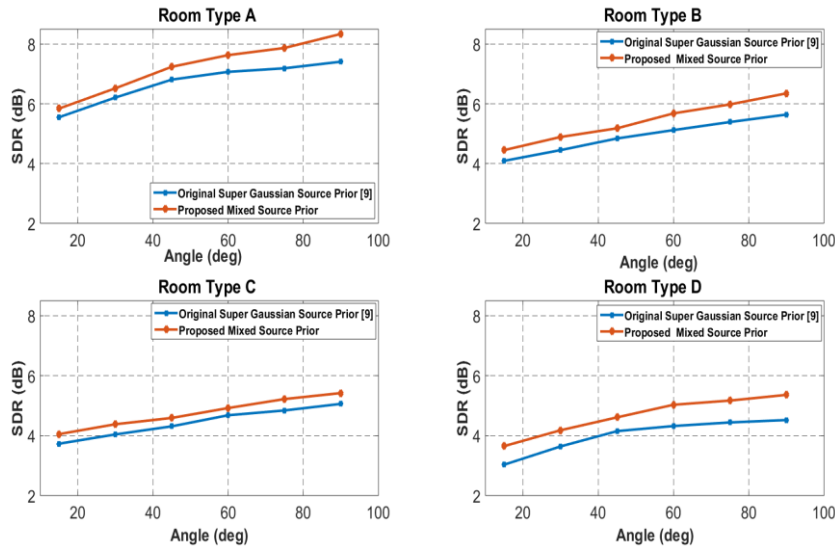 Room Type A
SDR (dB)
8
6
4
2
Original Super Gaussian Source Prior [9]
Proposed Mixed Source Prior
20 40 60 80 100
Angle (deg)
Room Type B
SDR (dB)
8
6
4
2
Original Super Gaussian Source Prior [9]
Proposed Mixed Source Prior
20 40 60 80 100
Angle (deg)
Room Type C
SDR (dB)
8
6
4
2
Original Super Gaussian Source Prior [9]
Proposed Mixed Source Prior
20 40 60 80 100
Angle (deg)
Room Type D
SDR (dB)
8
6
4
2
Original Super Gaussian Source Prior [9]
Proposed Mixed Source Prior
20 40 60 80 100
Angle (deg)